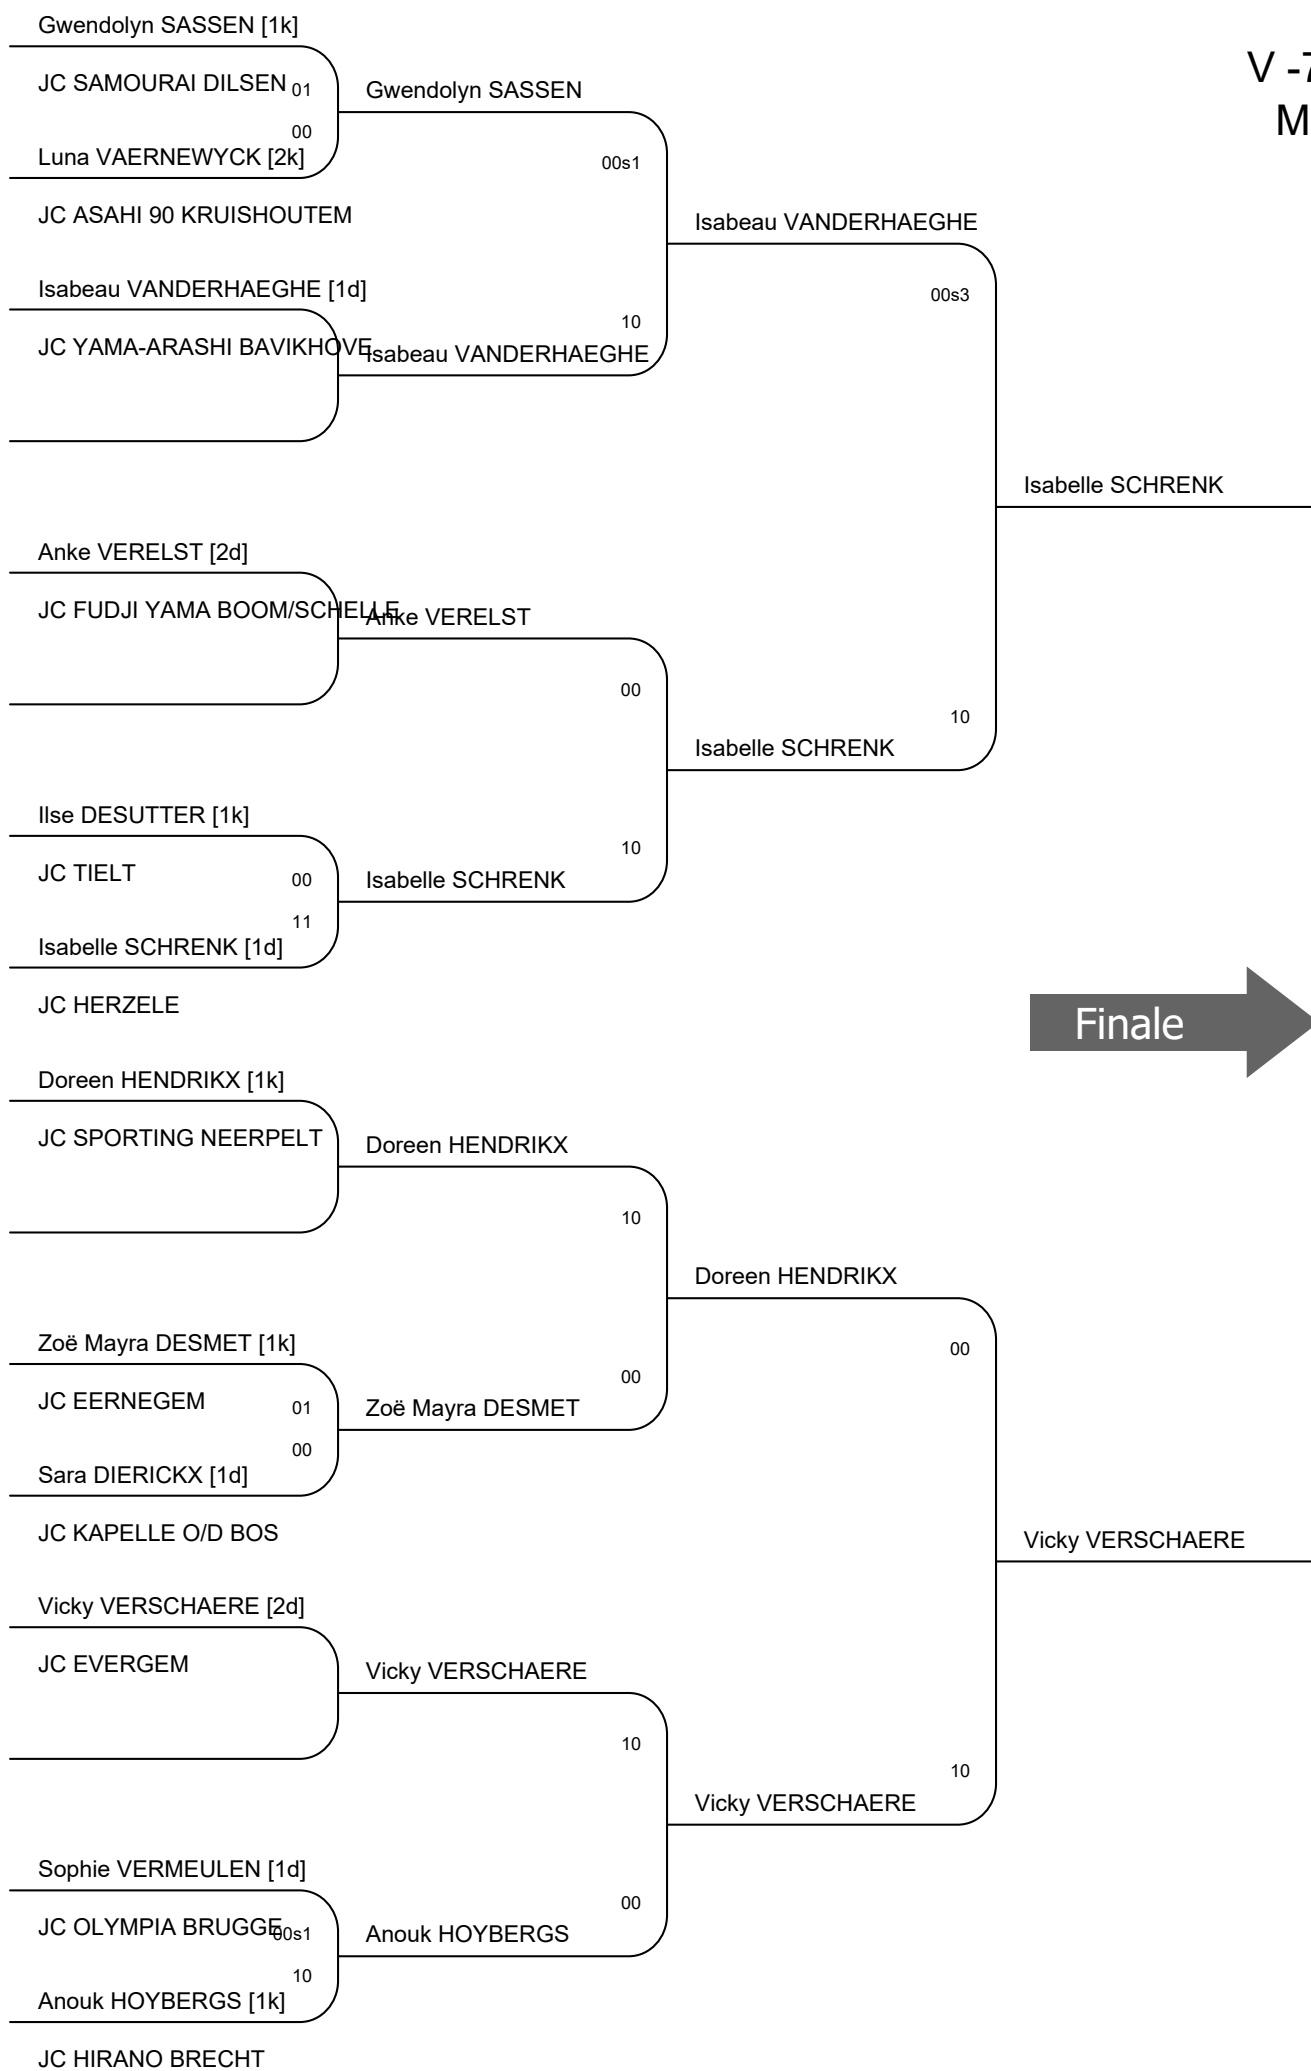 Gwendolyn SASSEN [1k]
V -7
JC SAMOURAI DILSEN 01
Gwendolyn SASSEN
M
00
Luna VAERNEWYCK [2k]
00s1
JC ASAHI 90 KRUISHOUTEM
Isabeau VANDERHAEGHE
Isabeau VANDERHAEGHE [1d]
00s3
10
JC YAMA-ARASHI BAVIKHOVE
Isabeau VANDERHAEGHE
Isabelle SCHRENK
Anke VERELST [2d]
JC FUDJI YAMA BOOM/SCHELLE
Anke VERELST
00
10
Isabelle SCHRENK
Ilse DESUTTER [1k]
10
JC TIELT 00
Isabelle SCHRENK
11
Isabelle SCHRENK [1d]
JC HERZELE
Finale
Doreen HENDRIKX [1k]
JC SPORTING NEERPELT
Doreen HENDRIKX
10
Doreen HENDRIKX
Zoë Mayra DESMET [1k]
00
00
JC EERNEGEM 01
Zoë Mayra DESMET
00
Sara DIERICKX [1d]
JC KAPELLE O/D BOS
Vicky VERSCHAERE
Vicky VERSCHAERE [2d]
JC EVERGEM
Vicky VERSCHAERE
10
10
Vicky VERSCHAERE
Sophie VERMEULEN [1d]
00
JC OLYMPIA BRUGGE 00s1
Anouk HOYBERGS
10
Anouk HOYBERGS [1k]
JC HIRANO BRECHT